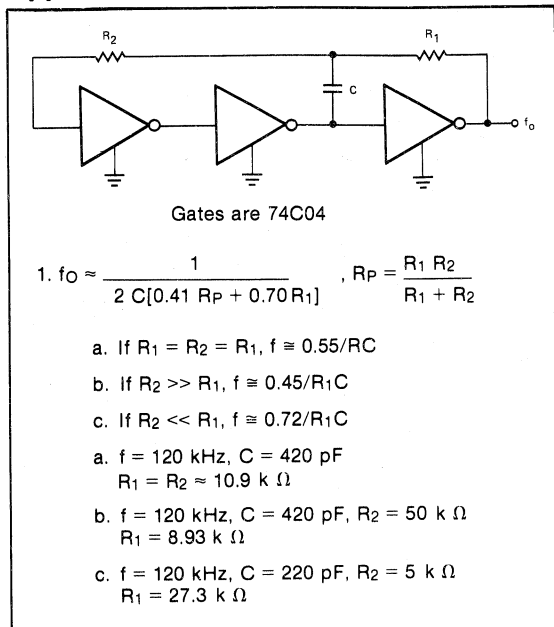 R2
R1
C
fo
Gates are 74C04
1. fO ≈ 1 / 2 C[0.41 RP + 0.70 R1] , RP = R1 R2 / R1 + R2
a. If R1 = R2 = R1, f ≅ 0.55/RC
b. If R2 >> R1, f ≅ 0.45/R1C
c. If R2 << R1, f ≅ 0.72/R1C
a. f = 120 kHz, C = 420 pF
R1 = R2 ≈ 10.9 k Ω
b. f = 120 kHz, C = 420 pF, R2 = 50 k Ω
R1 = 8.93 k Ω
c. f = 120 kHz, C = 220 pF, R2 = 5 k Ω
R1 = 27.3 k Ω